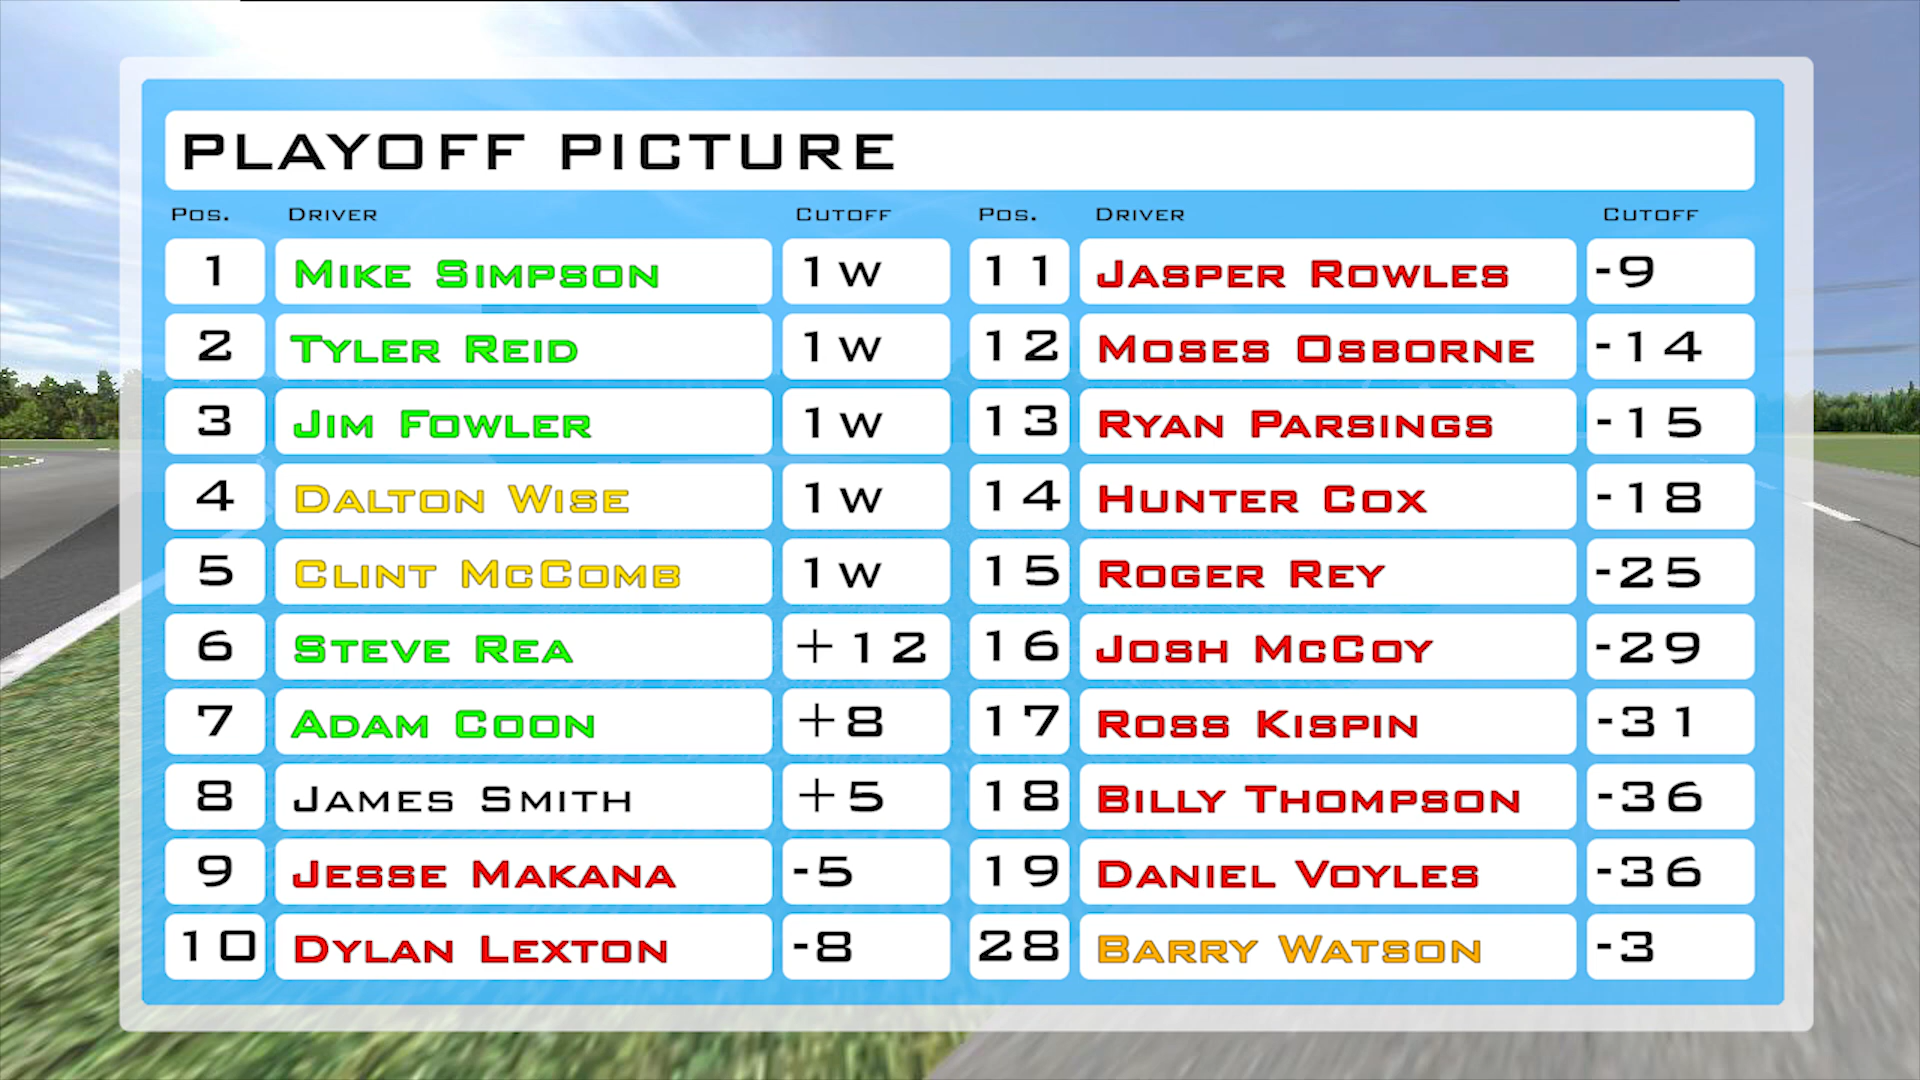 PLAYOFF PICTURE
POS. DRIVER CUTOFF POS. DRIVER CUTOFF
1 MIKE SIMPSON 1W 11 JASPER ROWLES -9
2 TYLER REID 1W 12 MOSES OSBORNE -14
3 JIM FOWLER 1W 13 RYAN PARSINGS -15
4 DALTON WISE 1W 14 HUNTER COX -18
5 CLINT MCCOMB 1W 15 ROGER REY -25
6 STEVE REA +12 16 JOSH MCCOY -29
7 ADAM COON +8 17 ROSS KISPIN -31
8 JAMES SMITH +5 18 BILLY THOMPSON -36
9 JESSE MAKANA -5 19 DANIEL VOYLES -36
10 DYLAN LEXTON -8 28 BARRY WATSON -3